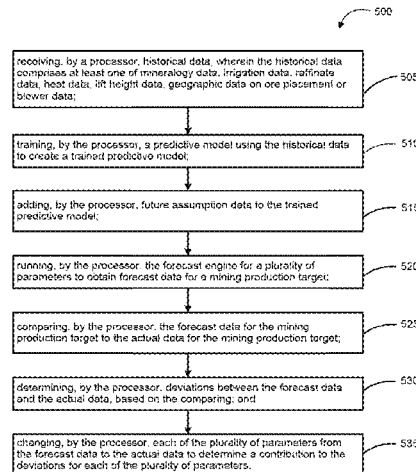 500
receiving, by a processor, historical data, wherein the historical data
comprises at least one of mineralogy data, irrigation data, raffinate
data, heat data, lift height data, geographic data on ore placement or
blower data;
505
training, by the processor, a predictive model using the historical data
to create a trained predictive model;
510
adding, by the processor, future assumption data to the trained
predictive model;
515
running, by the processor, the forecast engine for a plurality of
parameters to obtain forecast data for a mining production target;
520
comparing, by the processor, the forecast data for the mining
production target to the actual data for the mining production target;
525
determining, by the processor, deviations between the forecast data
and the actual data, based on the comparing; and
530
changing, by the processor, each of the plurality of parameters from
the forecast data to the actual data to determine a contribution to the
deviations for each of the plurality of parameters.
535